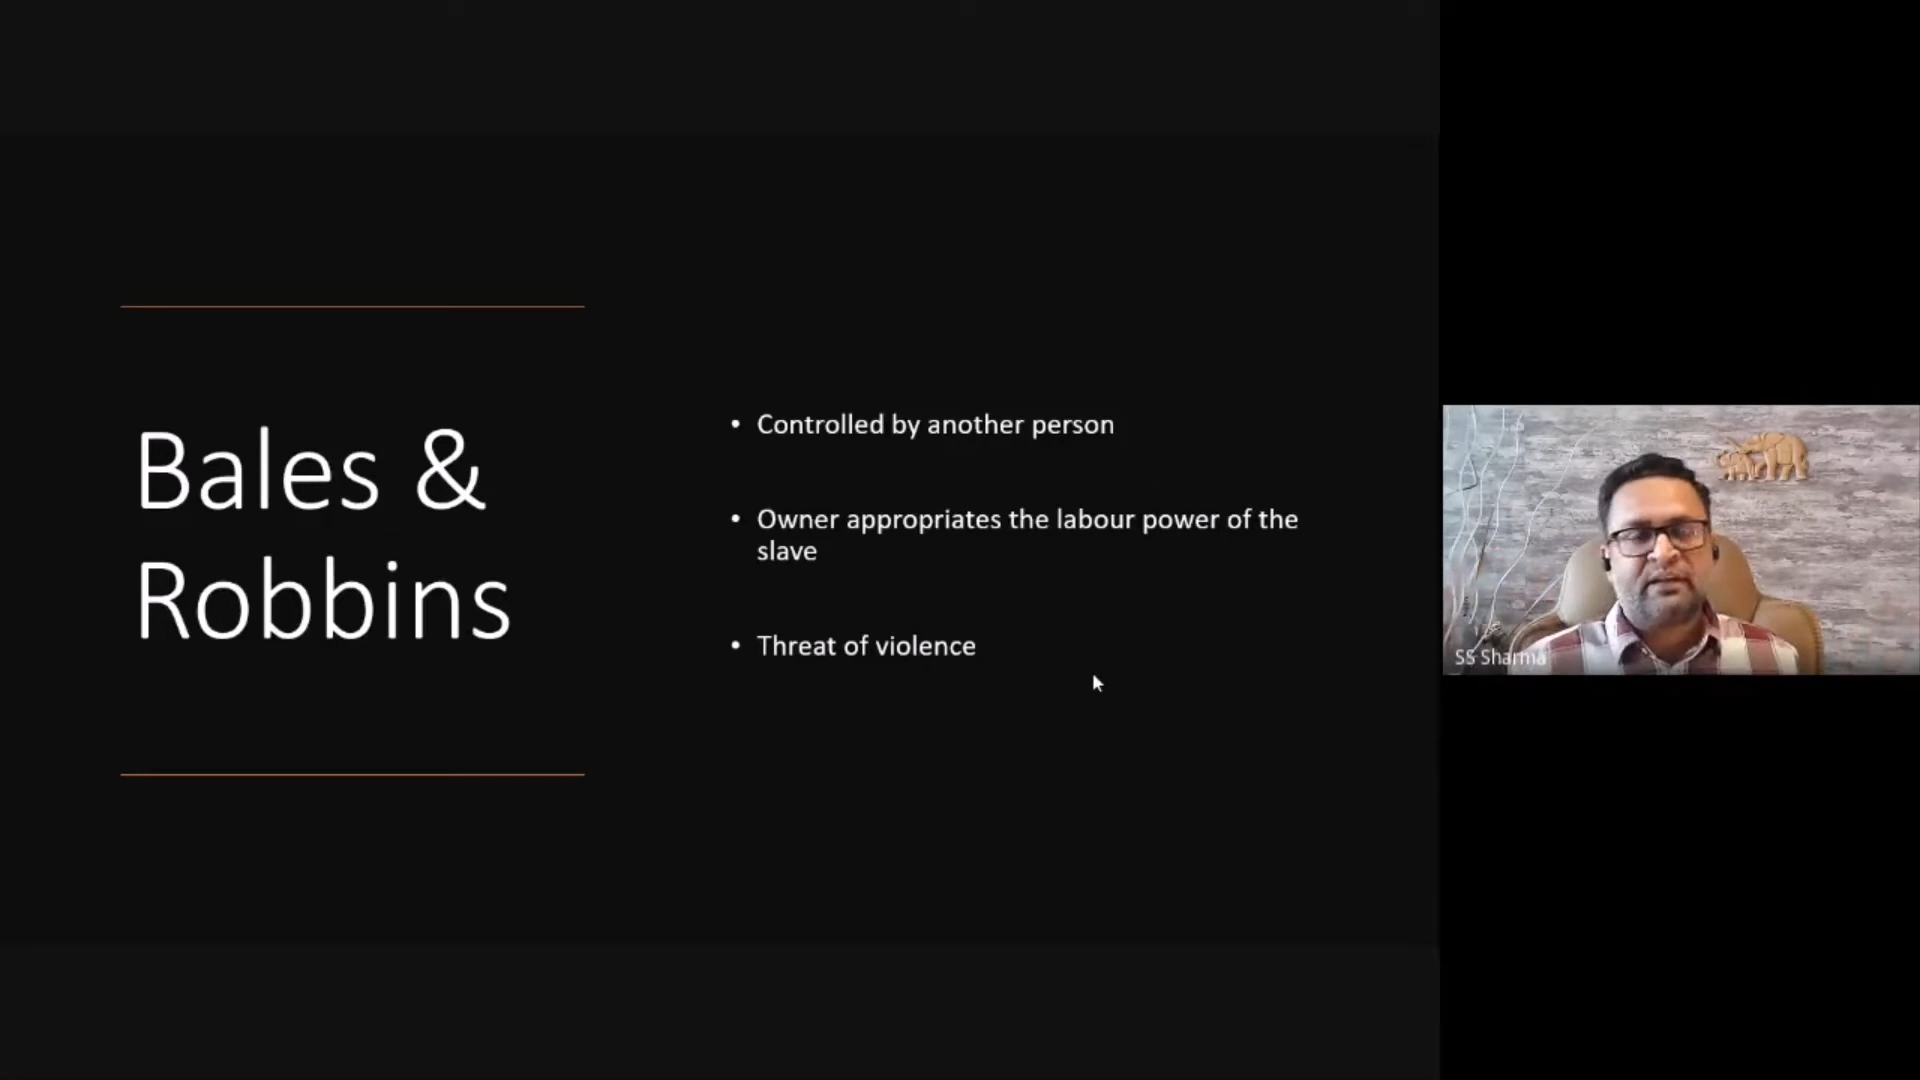 Bales &
Robbins
• Controlled by another person
• Owner appropriates the labour power of the
slave
• Threat of violence
SS Sharma